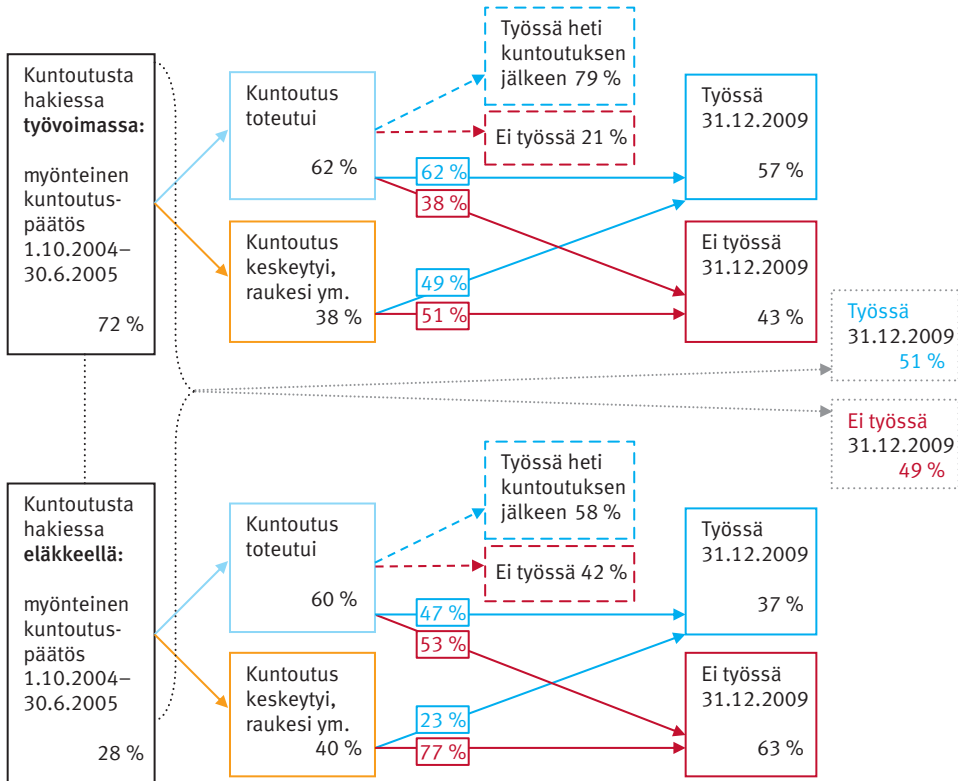 Kuntoutusta
hakiessa
työvoimassa:
myönteinen
kuntoutus-
päätös
1.10.2004–
30.6.2005
72 %
Kuntoutus
toteutui
62 %
Kuntoutus
keskeytyi,
raukesi ym.
38 %
Työssä heti
kuntoutuksen
jälkeen 79 %
Ei työssä 21 %
62 %
38 %
49 %
51 %
Työssä
31.12.2009
57 %
Ei työssä
31.12.2009
43 %
Työssä
31.12.2009
51 %
Ei työssä
31.12.2009
49 %
Kuntoutusta
hakiessa
eläkkeellä:
myönteinen
kuntoutus-
päätös
1.10.2004–
30.6.2005
28 %
Kuntoutus
toteutui
60 %
Kuntoutus
keskeytyi,
raukesi ym.
40 %
Työssä heti
kuntoutuksen
jälkeen 58 %
Ei työssä 42 %
47 %
53 %
23 %
77 %
Työssä
31.12.2009
37 %
Ei työssä
31.12.2009
63 %